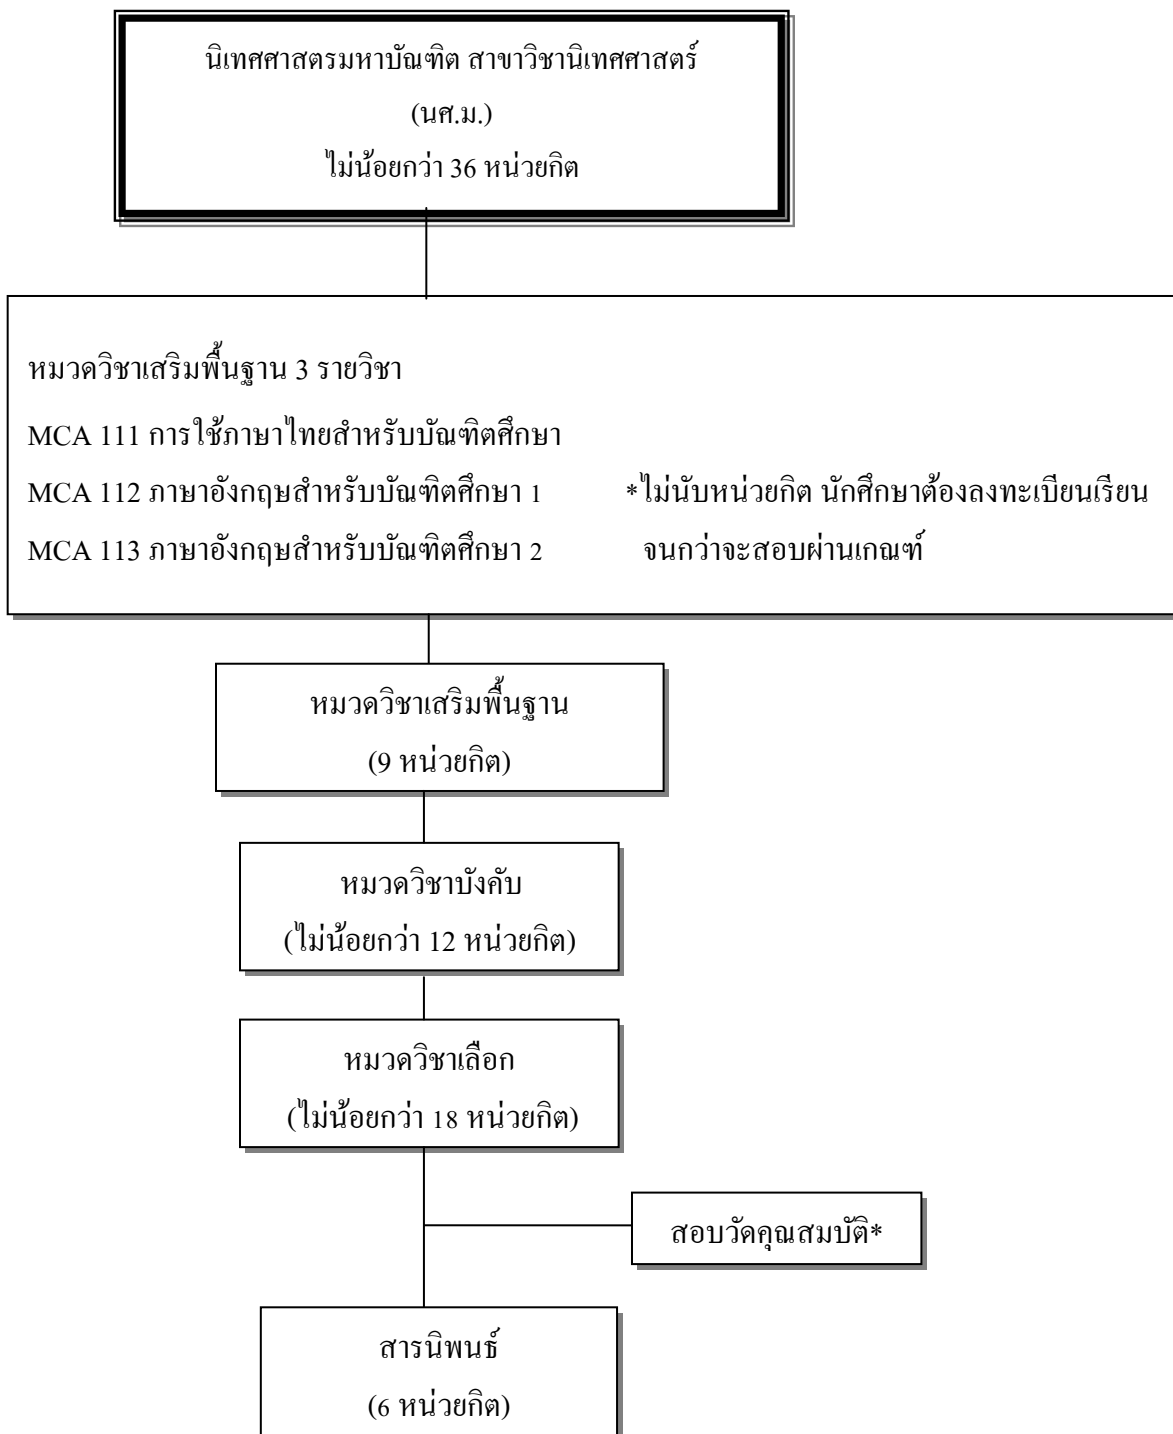 นิเทศศาสตรมหาบัณฑิต สาขาวิชานิเทศศาสตร์
(นศ.ม.)
ไม่น้อยกว่า 36 หน่วยกิต
หมวดวิชาเสริมพื้นฐาน 3 รายวิชา
MCA 111 การใช้ภาษาไทยสำหรับบัณฑิตศึกษา
MCA 112 ภาษาอังกฤษสำหรับบัณฑิตศึกษา 1 *ไม่นับหน่วยกิต นักศึกษาต้องลงทะเบียนเรียน
MCA 113 ภาษาอังกฤษสำหรับบัณฑิตศึกษา 2 จนกว่าจะสอบผ่านเกณฑ์
หมวดวิชาเสริมพื้นฐาน
(9 หน่วยกิต)
หมวดวิชาบังคับ
(ไม่น้อยกว่า 12 หน่วยกิต)
หมวดวิชาเลือก
(ไม่น้อยกว่า 18 หน่วยกิต)
สอบวัดคุณสมบัติ*
สารนิพนธ์
(6 หน่วยกิต)